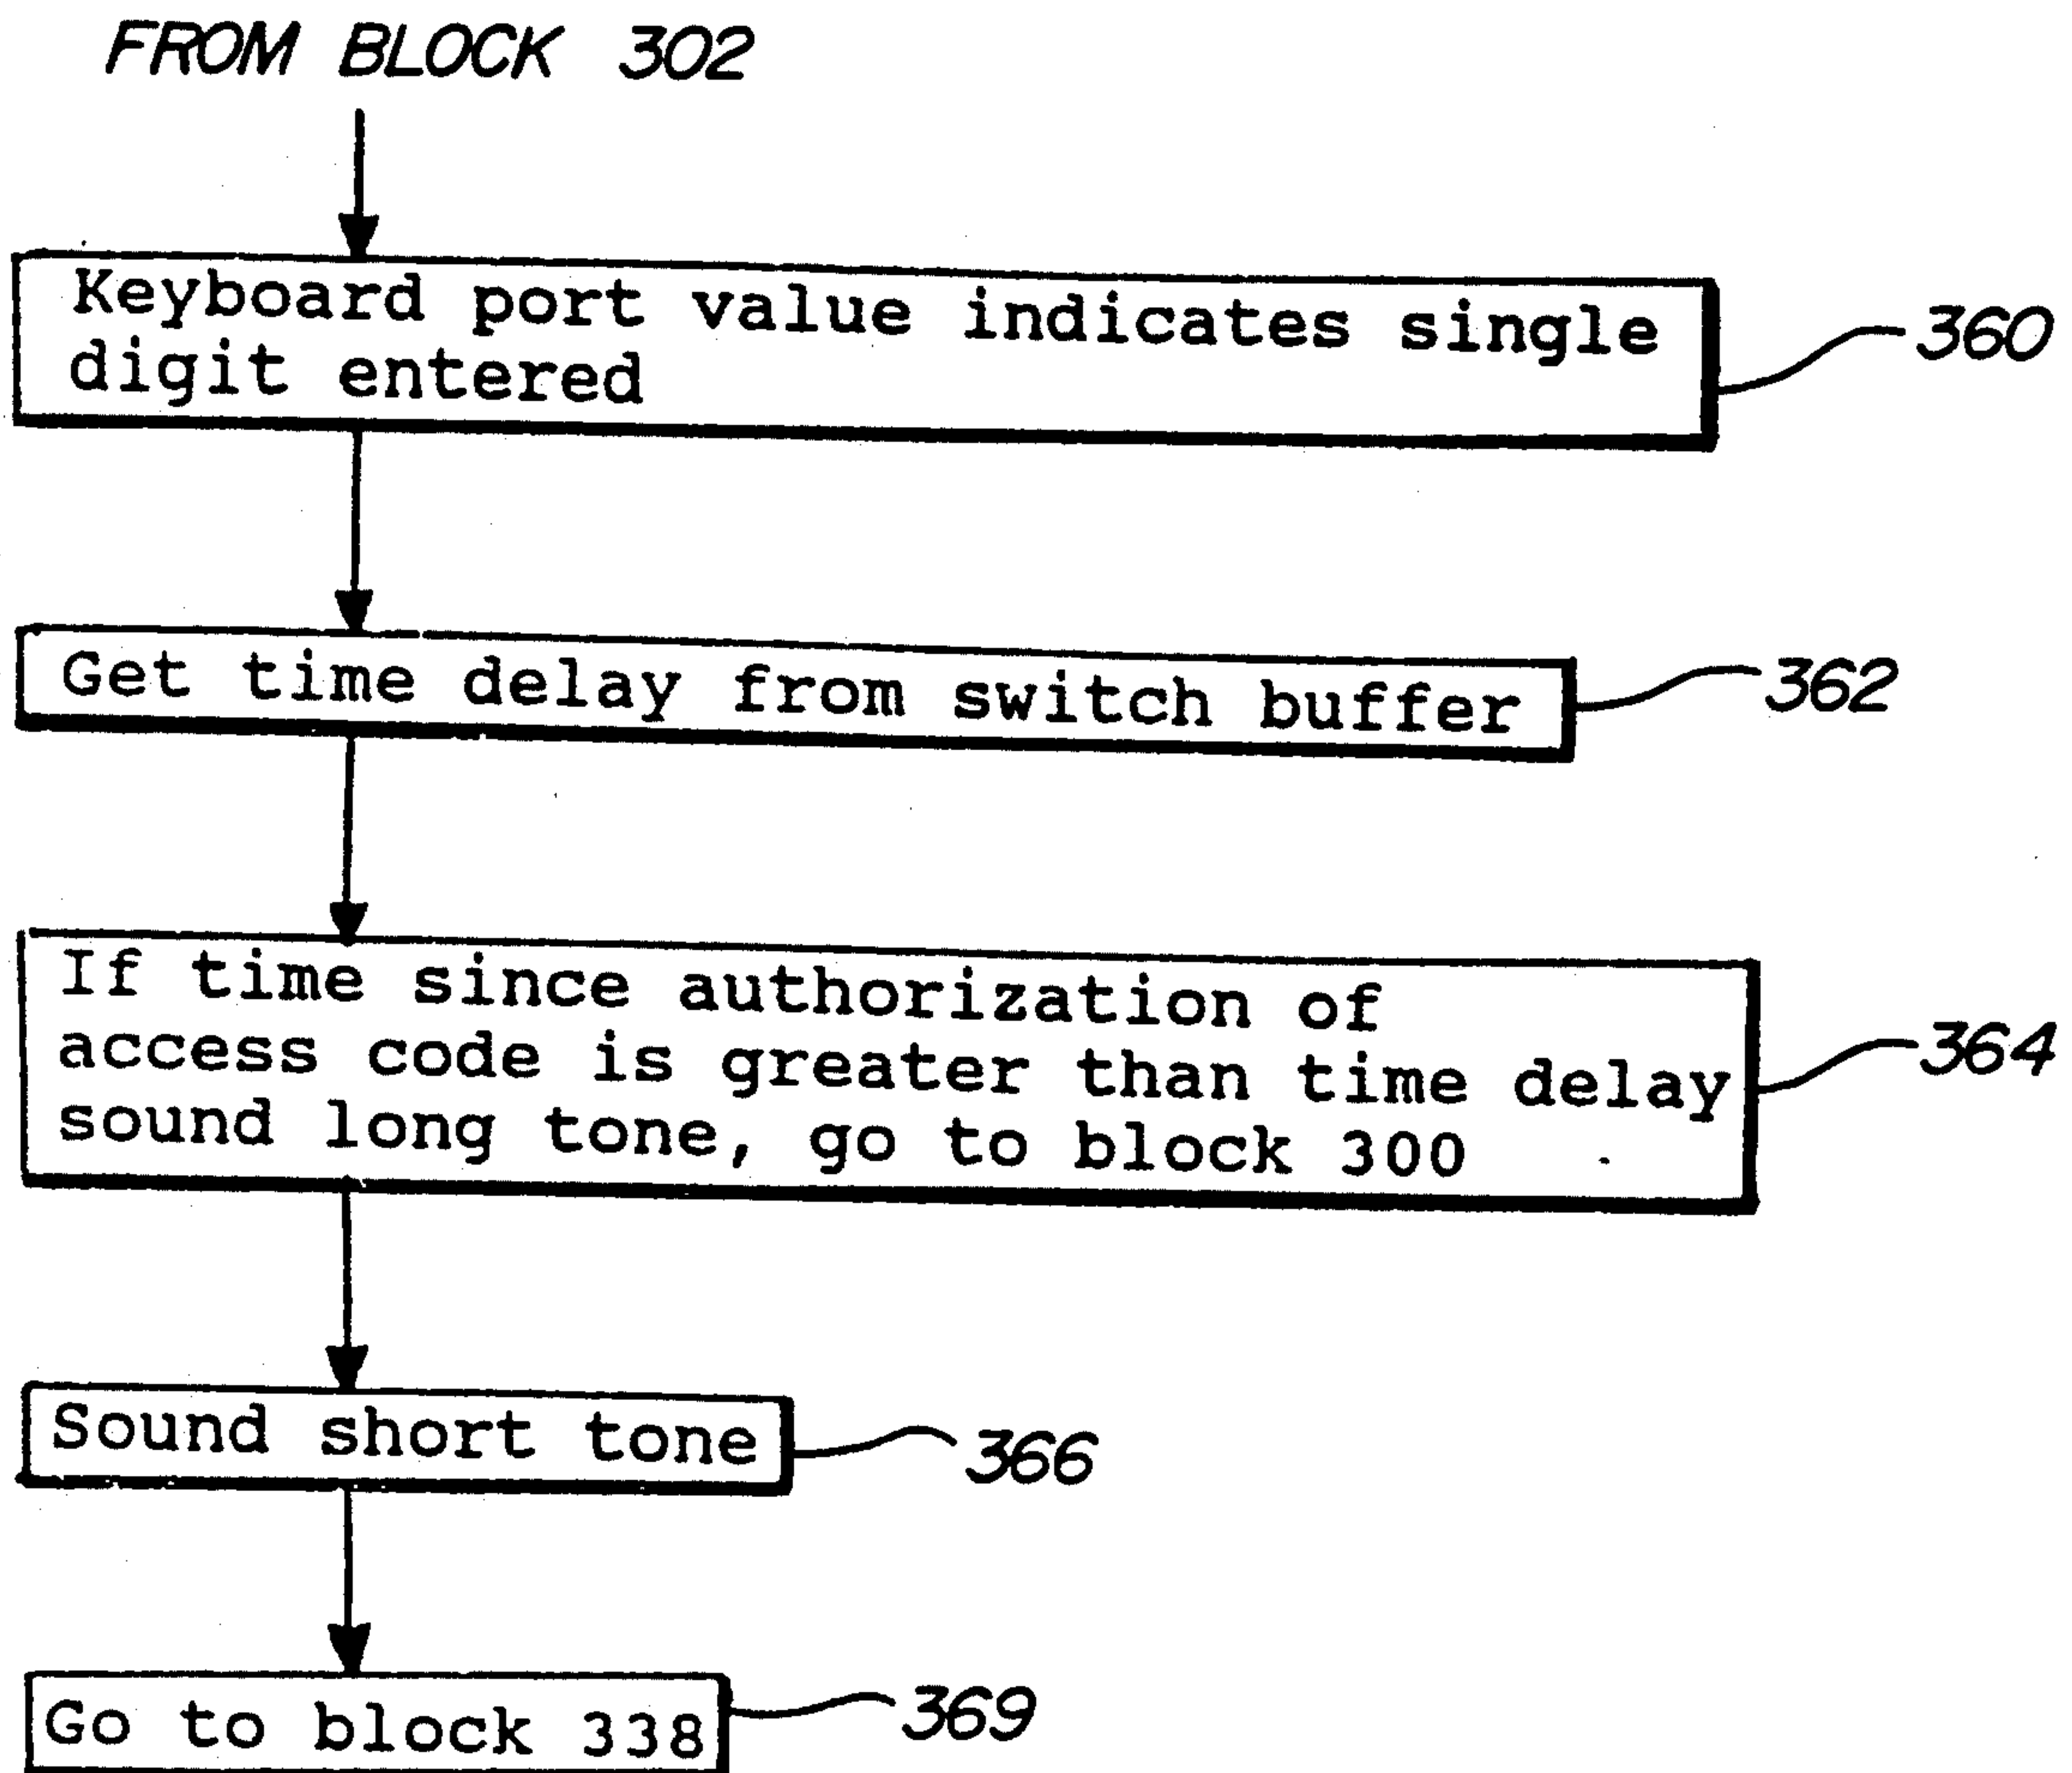 FROM BLOCK 302
Keyboard port value indicates single
digit entered
360
Get time delay from switch buffer
362
If time since authorization of
access code is greater than time delay
sound long tone, go to block 300
364
Sound short tone
366
Go to block 338
369